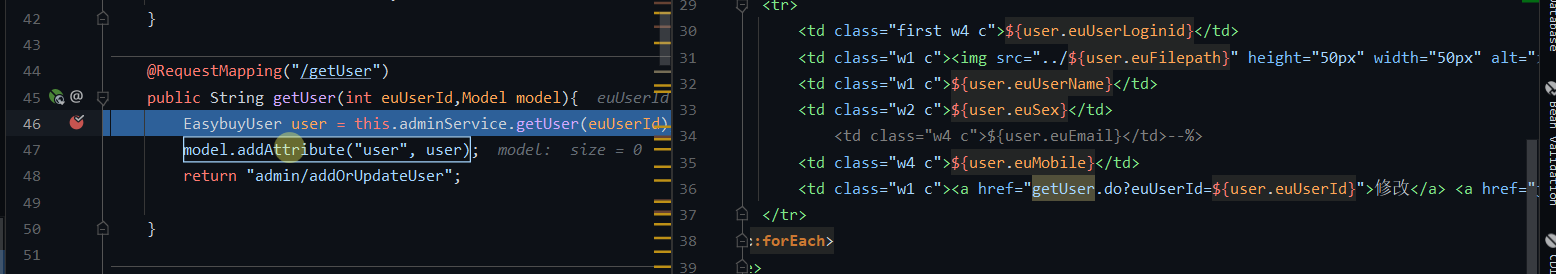 42 }
43
44 @RequestMapping("/getUser")
45 public String getUser(int euUserId,Model model){ euUserId
46 EasybuyUser user = this.adminService.getUser(euUserId)
47 model.addAttribute("user", user); model: size = 0
48 return "admin/addOrUpdateUser";
49
50 }
51
29 <tr>
30 <td class="first w4 c">${user.euUserLoginid}</td>
31 <td class="w1 c"><img src="../${user.euFilepath}" height="50px" width="50px" alt="
32 <td class="w1 c">${user.euUserName}</td>
33 <td class="w2 c">${user.euSex}</td>
34 <td class="w4 c">${user.euEmail}</td>--%>
35 <td class="w4 c">${user.euMobile}</td>
36 <td class="w1 c"><a href="getUser.do?euUserId=${user.euUserId}">修改</a> <a href="
37 </tr>
38 :forEach>
39 >
Database
Bean Validation
CDI